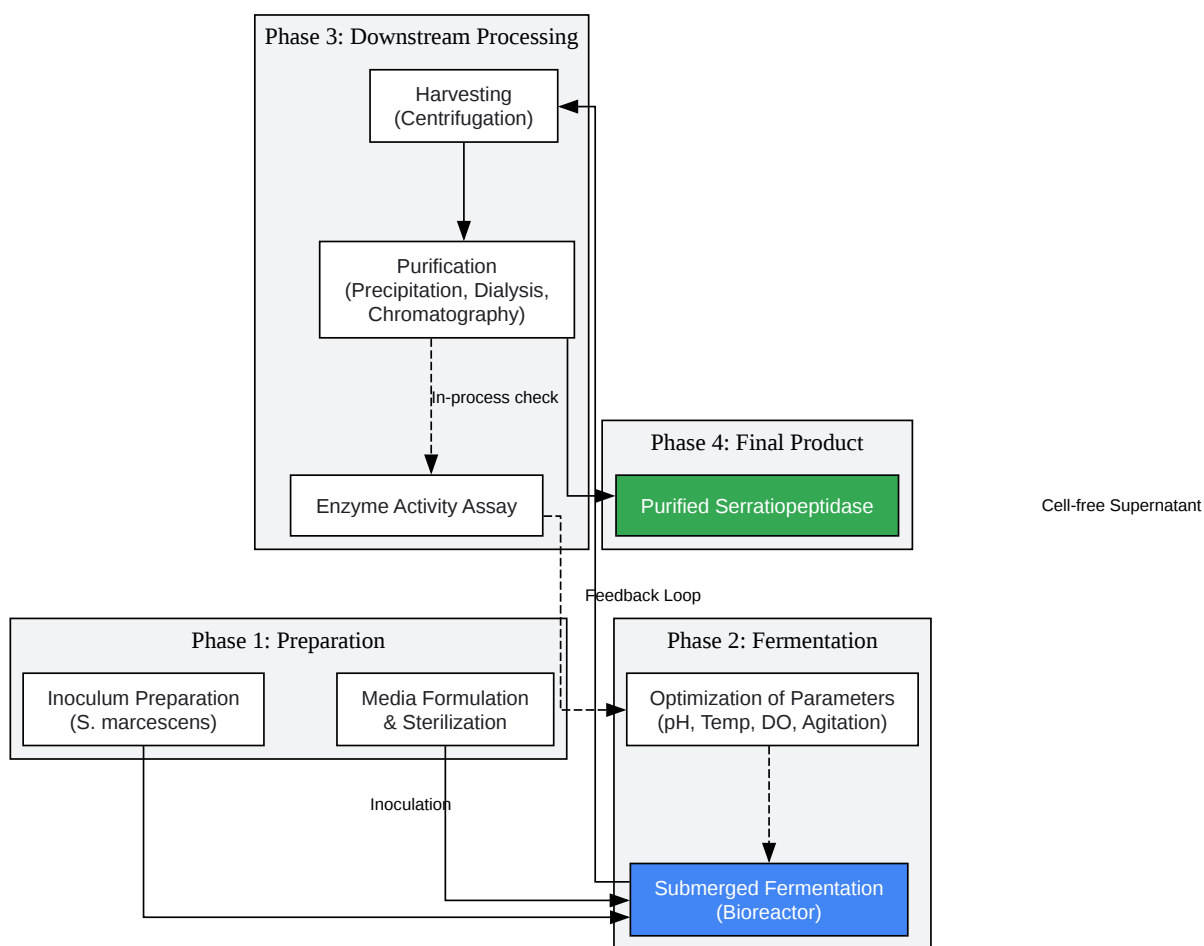 Phase 3: Downstream Processing
Harvesting
(Centrifugation)
Purification
(Precipitation, Dialysis,
Chromatography)
In-process check
Enzyme Activity Assay
Phase 4: Final Product
Purified Serratiopeptidase
Cell-free Supernatant
Feedback Loop
Phase 1: Preparation
Inoculum Preparation
(S. marcescens)
Media Formulation
& Sterilization
Inoculation
Phase 2: Fermentation
Optimization of Parameters
(pH, Temp, DO, Agitation)
Submerged Fermentation
(Bioreactor)